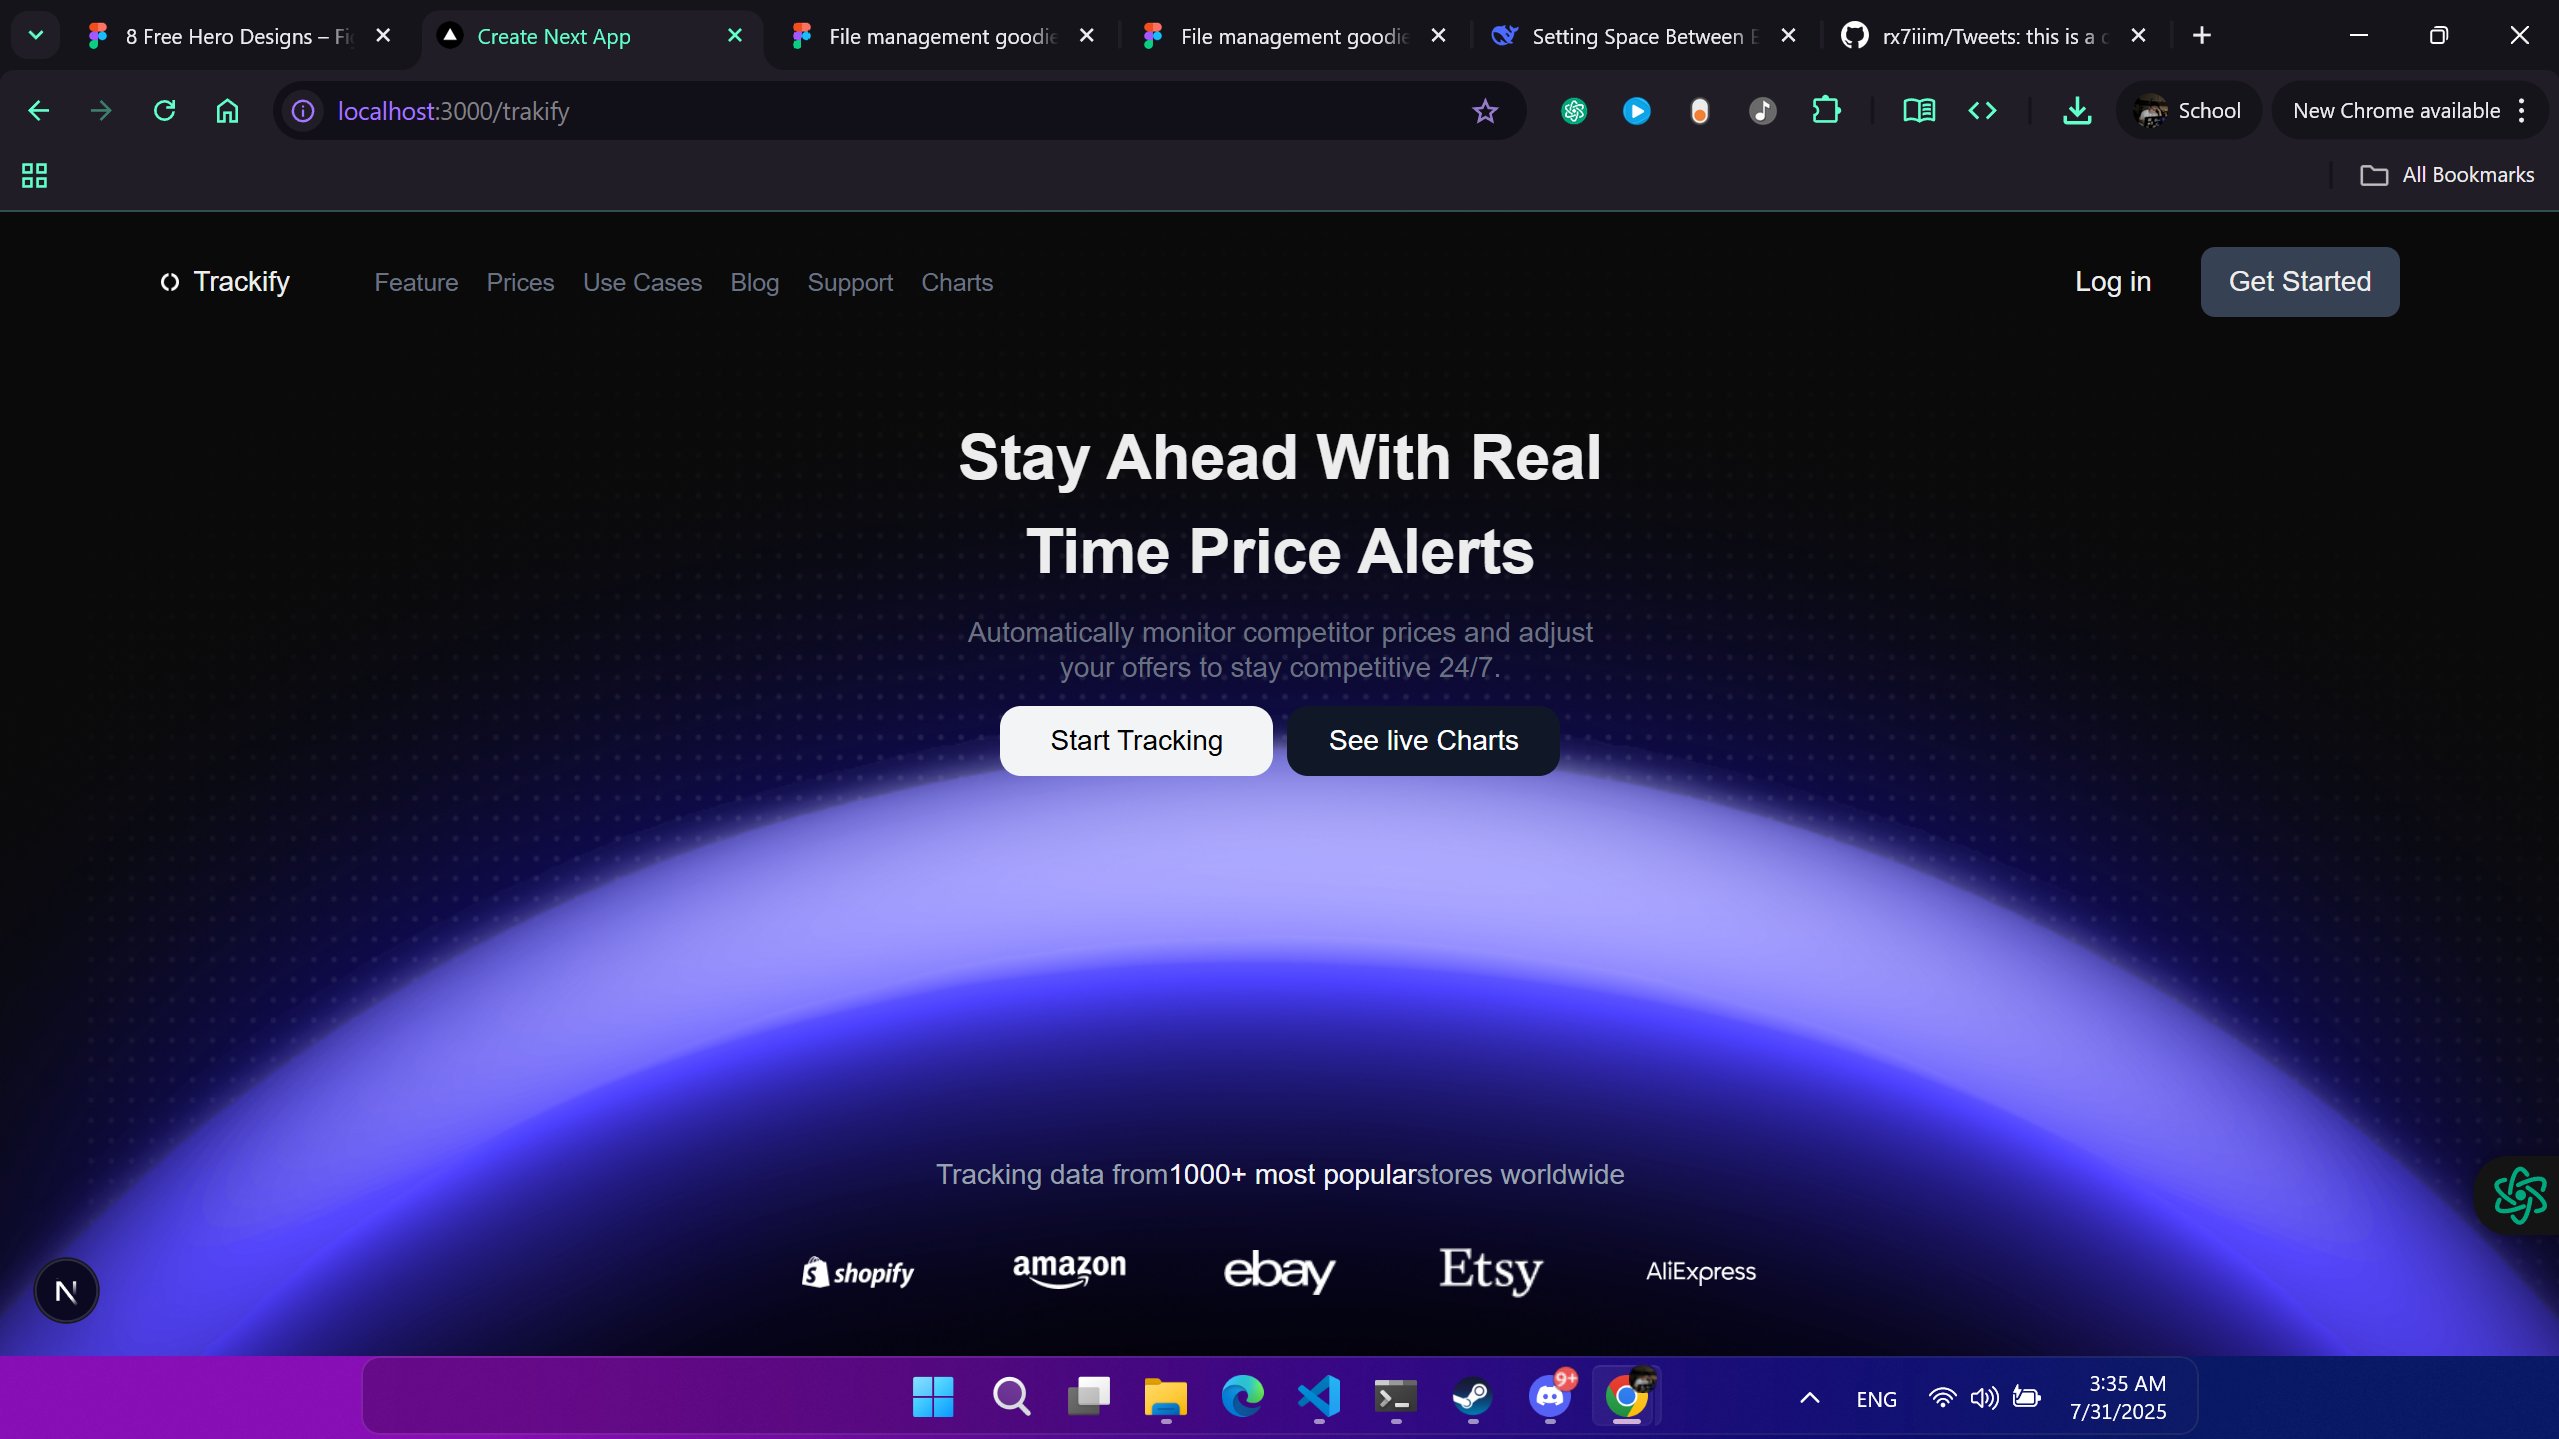 8 Free Hero Designs – Fi
Create Next App
File management goodie
File management goodie
Setting Space Between E
rx7iiim/Tweets: this is a c
localhost:3000/trakify
School
New Chrome available
All Bookmarks
Trackify
Feature Prices Use Cases Blog Support Charts
Log in
Get Started
Stay Ahead With Real
Time Price Alerts
Automatically monitor competitor prices and adjust
your offers to stay competitive 24/7.
Start Tracking
See live Charts
Tracking data from1000+ most popularstores worldwide
shopify
amazon
ebay
Etsy
AliExpress
N
9+
ENG
3:35 AM
7/31/2025